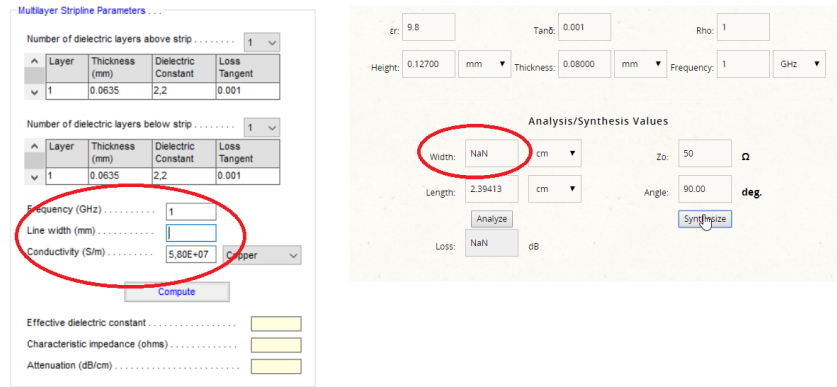 Multilayer Stripline Parameters . . .
Number of dielectric layers above strip . . . . . . . . 1
Layer Thickness (mm) Dielectric Constant Loss Tangent
1 0.0635 2,2 0.001
Number of dielectric layers below strip . . . . . . . . 1
Layer Thickness (mm) Dielectric Constant Loss Tangent
1 0.0635 2,2 0.001
Frequency (GHz) . . . . . . . . . . 1
Line width (mm) . . . . . . . . . . .
Conductivity (S/m) . . . . . . . . . 5,80E+07 Copper
Compute
Effective dielectric constant . . . . . . . . . . . . . . . .
Characteristic impedance (ohms) . . . . . . . . . . . .
Attenuation (dB/cm) . . . . . . . . . . . . . . . . . . .
εr: 9.8 Tanδ: 0.001 Rho: 1
Height: 0.12700 mm Thickness: 0.08000 mm Frequency: 1 GHz
Analysis/Synthesis Values
Width: NaN cm Zo: 50 Ω
Length: 2.39413 cm Angle: 90.00 deg.
Analyze Synthesize
Loss: NaN dB